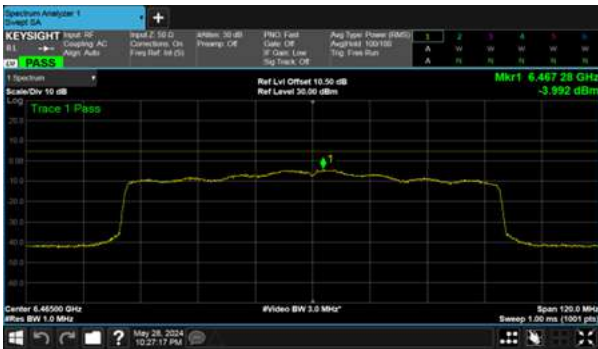 Spectrum Analyzer 1
Swept SA
+
KEYSIGHT Input: RF Input Z: 50 Ω #Atten: 30 dB PNO: Fast Avg Type: Power (RMS) 1 2 3 4 5 6
Coupling: AC Corrections: On Preamp: Off Gate: Off Avg|Hold: 100/100 A W W W W W
Align: Auto Freq Ref: Int (S) IF Gain: Low Trig: Free Run
Sig Track: Off A N N N N N
PASS
1 Spectrum
Ref Lvl Offset 10.50 dB Mkr1 6.467 28 GHz
Scale/Div 10 dB Ref Level 30.00 dBm -3.992 dBm
Log
Trace 1 Pass
20.0
10.0
0.00
1
-10.0
-20.0
-30.0
-40.0
-50.0
-60.0
Center 6.46500 GHz #Video BW 3.0 MHz* Span 120.0 MHz
#Res BW 1.0 MHz Sweep 1.00 ms (1001 pts)
?
May 28, 2024
10:27:17 PM